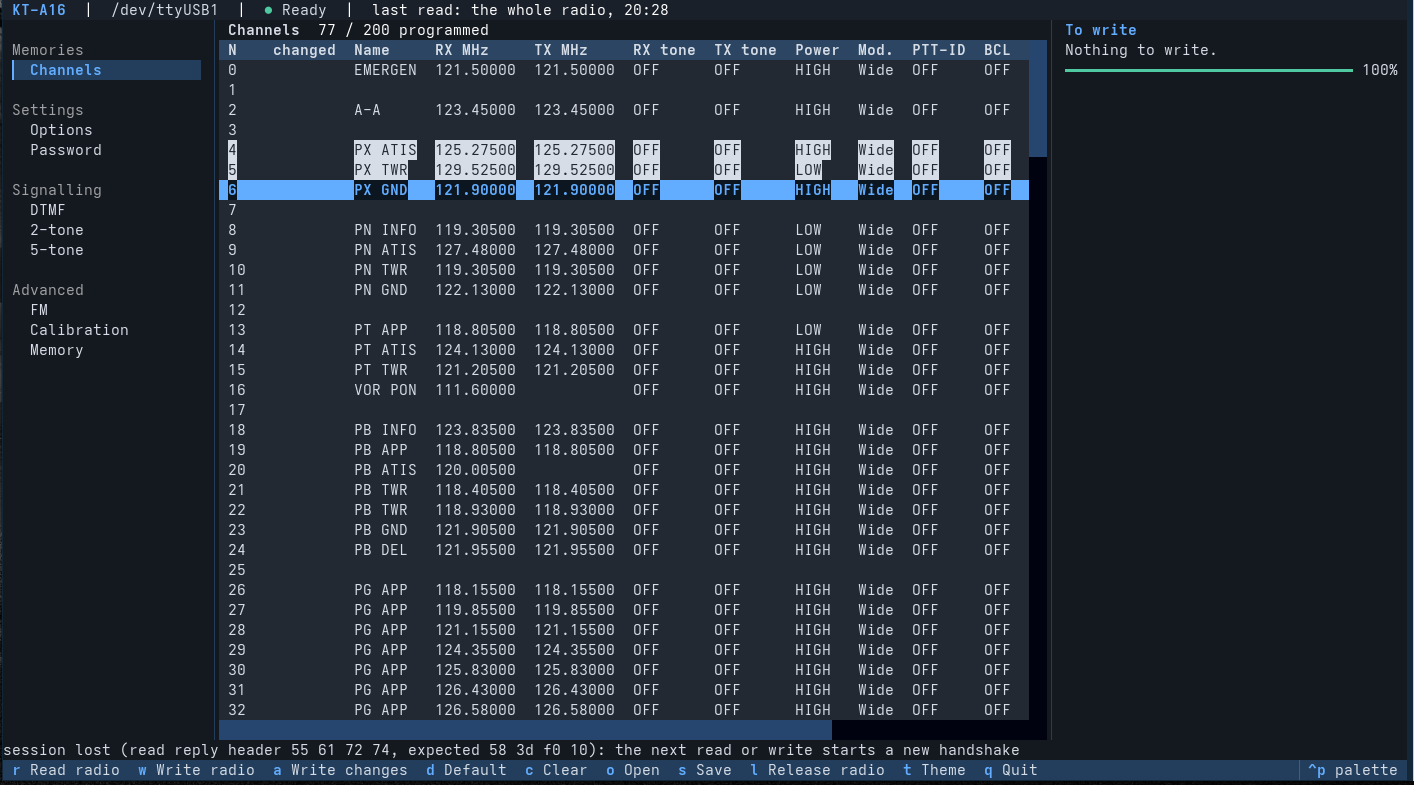 KT-A16 | /dev/ttyUSB1 | ● Ready | last read: the whole radio, 20:28
Memories
Channels
Settings
Options
Password
Signalling
DTMF
2-tone
5-tone
Advanced
FM
Calibration
Memory
Channels 77 / 200 programmed
N changed Name RX MHz TX MHz RX tone TX tone Power Mod. PTT-ID BCL
0 EMERGEN 121.50000 121.50000 OFF OFF HIGH Wide OFF OFF
1
2 A-A 123.45000 123.45000 OFF OFF HIGH Wide OFF OFF
3
4 PX ATIS 125.27500 125.27500 OFF OFF HIGH Wide OFF OFF
5 PX TWR 129.52500 129.52500 OFF OFF LOW Wide OFF OFF
6 PX GND 121.90000 121.90000 OFF OFF HIGH Wide OFF OFF
7
8 PN INFO 119.30500 119.30500 OFF OFF LOW Wide OFF OFF
9 PN ATIS 127.48000 127.48000 OFF OFF LOW Wide OFF OFF
10 PN TWR 119.30500 119.30500 OFF OFF LOW Wide OFF OFF
11 PN GND 122.13000 122.13000 OFF OFF LOW Wide OFF OFF
12
13 PT APP 118.80500 118.80500 OFF OFF LOW Wide OFF OFF
14 PT ATIS 124.13000 124.13000 OFF OFF HIGH Wide OFF OFF
15 PT TWR 121.20500 121.20500 OFF OFF HIGH Wide OFF OFF
16 VOR PON 111.60000 OFF OFF HIGH Wide OFF OFF
17
18 PB INFO 123.83500 123.83500 OFF OFF HIGH Wide OFF OFF
19 PB APP 118.80500 118.80500 OFF OFF HIGH Wide OFF OFF
20 PB ATIS 120.00500 OFF OFF HIGH Wide OFF OFF
21 PB TWR 118.40500 118.40500 OFF OFF HIGH Wide OFF OFF
22 PB TWR 118.93000 118.93000 OFF OFF HIGH Wide OFF OFF
23 PB GND 121.90500 121.90500 OFF OFF HIGH Wide OFF OFF
24 PB DEL 121.95500 121.95500 OFF OFF HIGH Wide OFF OFF
25
26 PG APP 118.15500 118.15500 OFF OFF HIGH Wide OFF OFF
27 PG APP 119.85500 119.85500 OFF OFF HIGH Wide OFF OFF
28 PG APP 121.15500 121.15500 OFF OFF HIGH Wide OFF OFF
29 PG APP 124.35500 124.35500 OFF OFF HIGH Wide OFF OFF
30 PG APP 125.83000 125.83000 OFF OFF HIGH Wide OFF OFF
31 PG APP 126.43000 126.43000 OFF OFF HIGH Wide OFF OFF
32 PG APP 126.58000 126.58000 OFF OFF HIGH Wide OFF OFF
To write
Nothing to write.
100%
session lost (read reply header 55 61 72 74, expected 58 3d f0 10): the next read or write starts a new handshake
r Read radio w Write radio a Write changes d Default c Clear o Open s Save l Release radio t Theme q Quit ^p palette